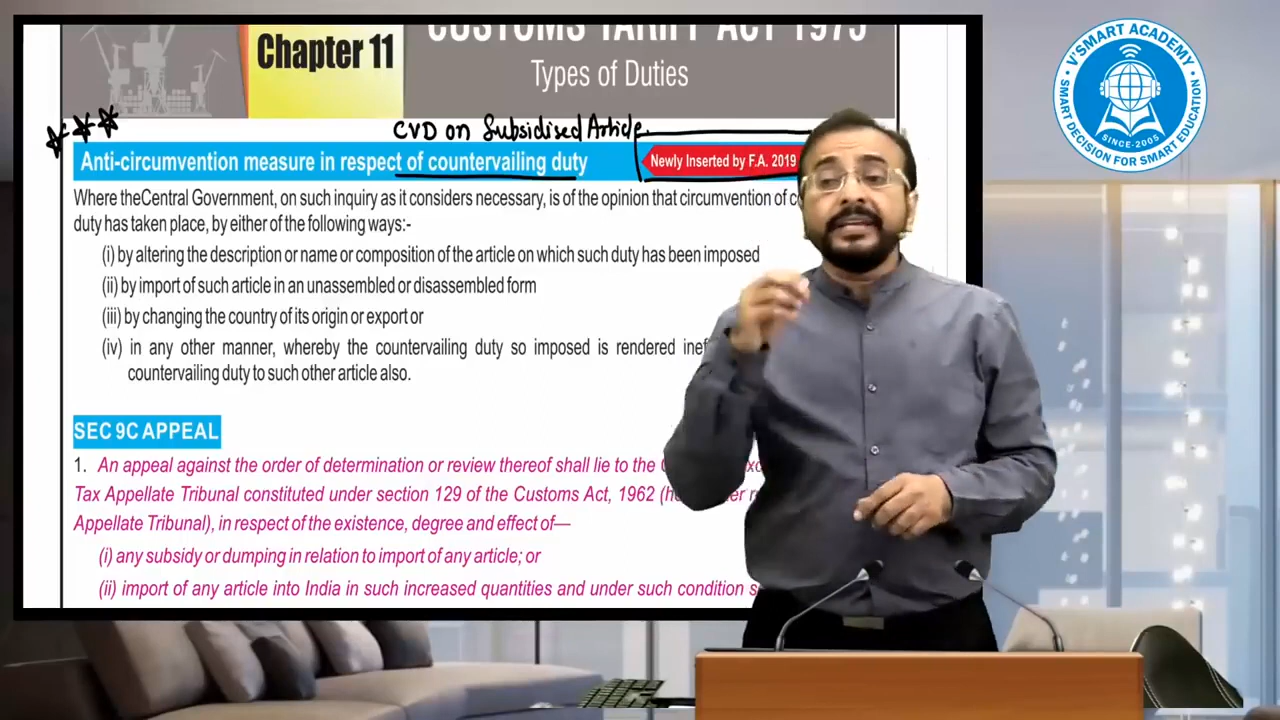 CUSTOMS TARIFF ACT 1975
Chapter 11
Types of Duties
CVD on Subsidised Article.
Anti-circumvention measure in respect of countervailing duty
Newly Inserted by F.A. 2019
Where theCentral Government, on such inquiry as it considers necessary, is of the opinion that circumvention of
duty has taken place, by either of the following ways:-
(i) by altering the description or name or composition of the article on which such duty has been imposed
(ii) by import of such article in an unassembled or disassembled form
(iii) by changing the country of its origin or export or
(iv) in any other manner, whereby the countervailing duty so imposed is rendered
countervailing duty to such other article also.
SEC 9C APPEAL
1. An appeal against the order of determination or review thereof shall lie to the
Tax Appellate Tribunal constituted under section 129 of the Customs Act, 1962
Appellate Tribunal), in respect of the existence, degree and effect of—
(i) any subsidy or dumping in relation to import of any article; or
(ii) import of any article into India in such increased quantities and under such condition
V'SMART ACADEMY
SINCE-2005
SMART DECISION FOR SMART EDUCATION